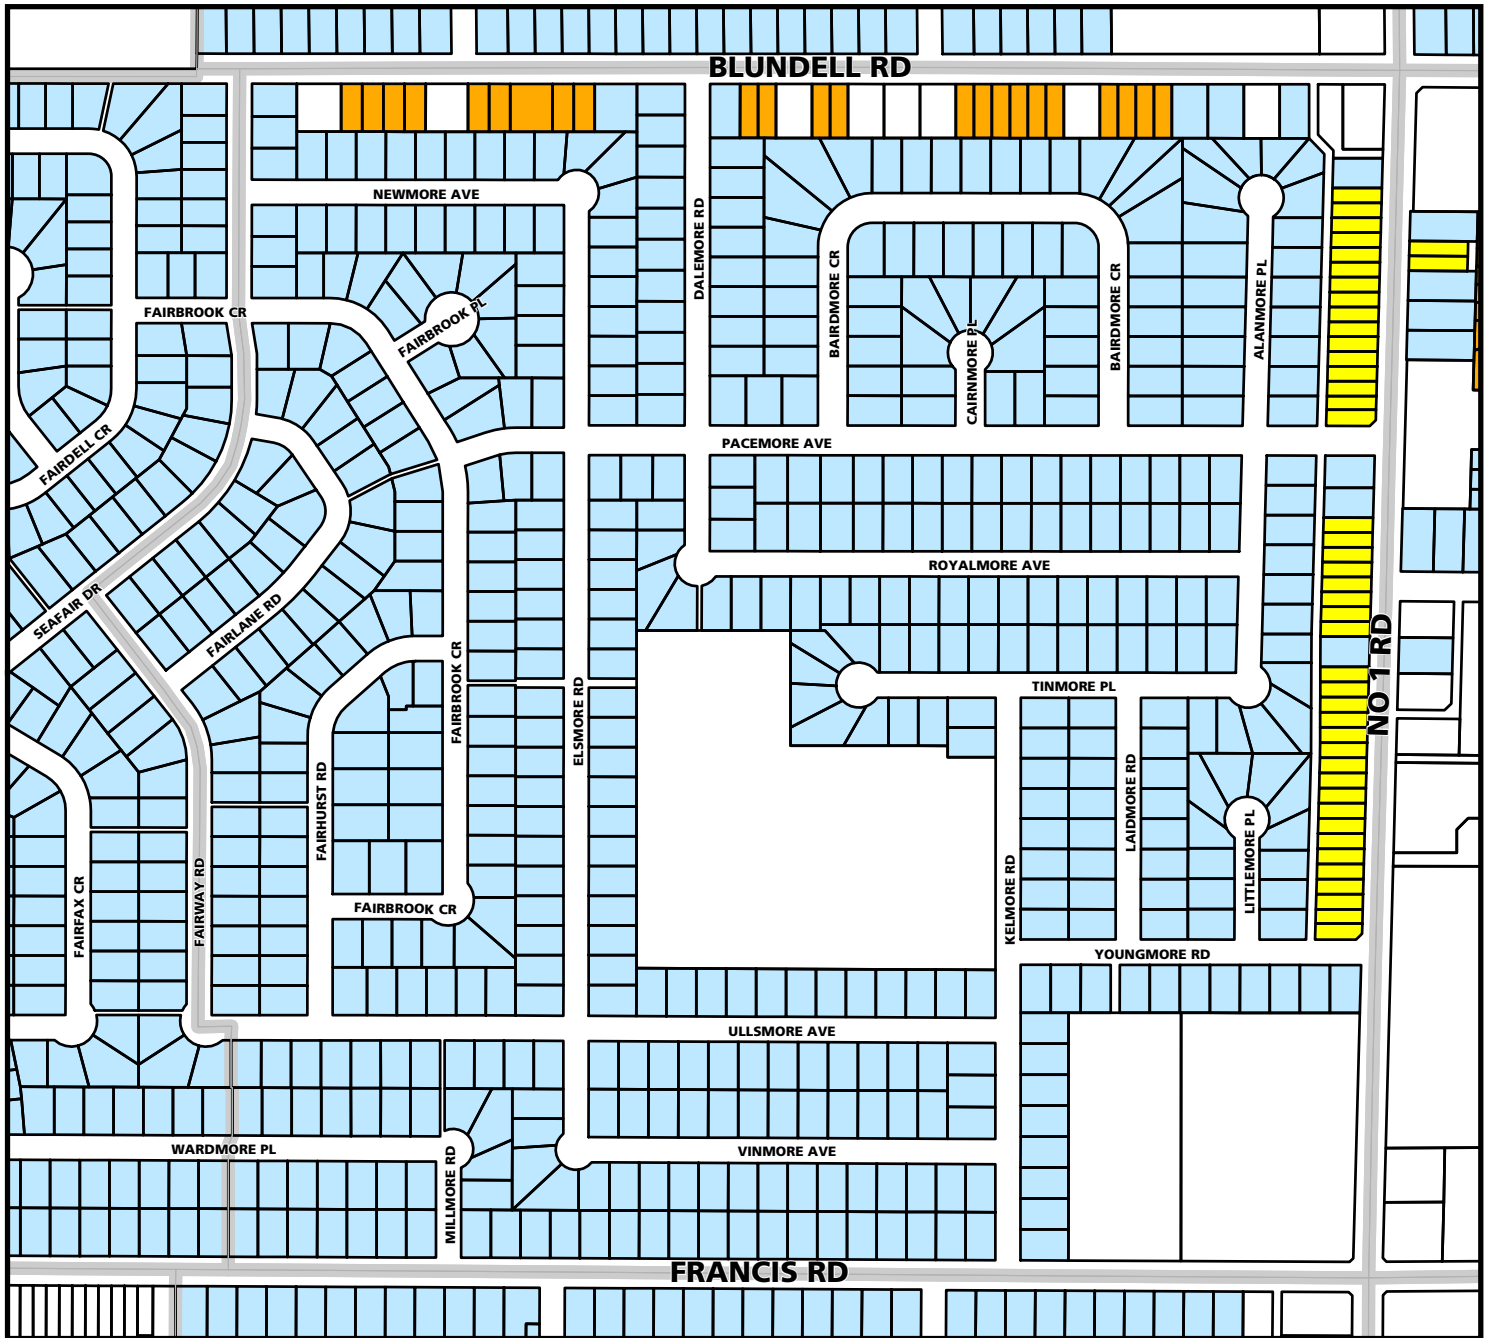 BLUNDELL RD
NEWMORE AVE
DALEMORE RD
BAIRDMORE CR
BAIRDMORE CR
ALANMORE PL
FAIRBROOK CR
FAIRBROOK PL
CAIRNMORE PL
FAIRDELL CR
PACEMORE AVE
ROYALMORE AVE
SEAFAIR DR
FAIRLANE RD
FAIRBROOK CR
ELSMORE RD
TINMORE PL
NO 1 RD
FAIRHURST RD
LAIDMORE RD
LITTLEMORE PL
FAIRFAX CR
FAIRWAY RD
FAIRBROOK CR
KELMORE RD
YOUNGMORE RD
ULLSMORE AVE
WARDMORE PL
MILLMORE RD
VINMORE AVE
FRANCIS RD